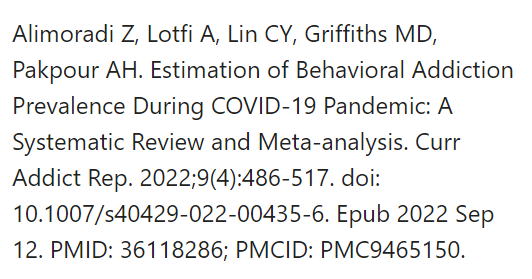 Alimoradi Z, Lotfi A, Lin CY, Griffiths MD,
Pakpour AH. Estimation of Behavioral Addiction
Prevalence During COVID-19 Pandemic: A
Systematic Review and Meta-analysis. Curr
Addict Rep. 2022;9(4):486-517. doi:
10.1007/s40429-022-00435-6. Epub 2022 Sep
12. PMID: 36118286; PMCID: PMC9465150.